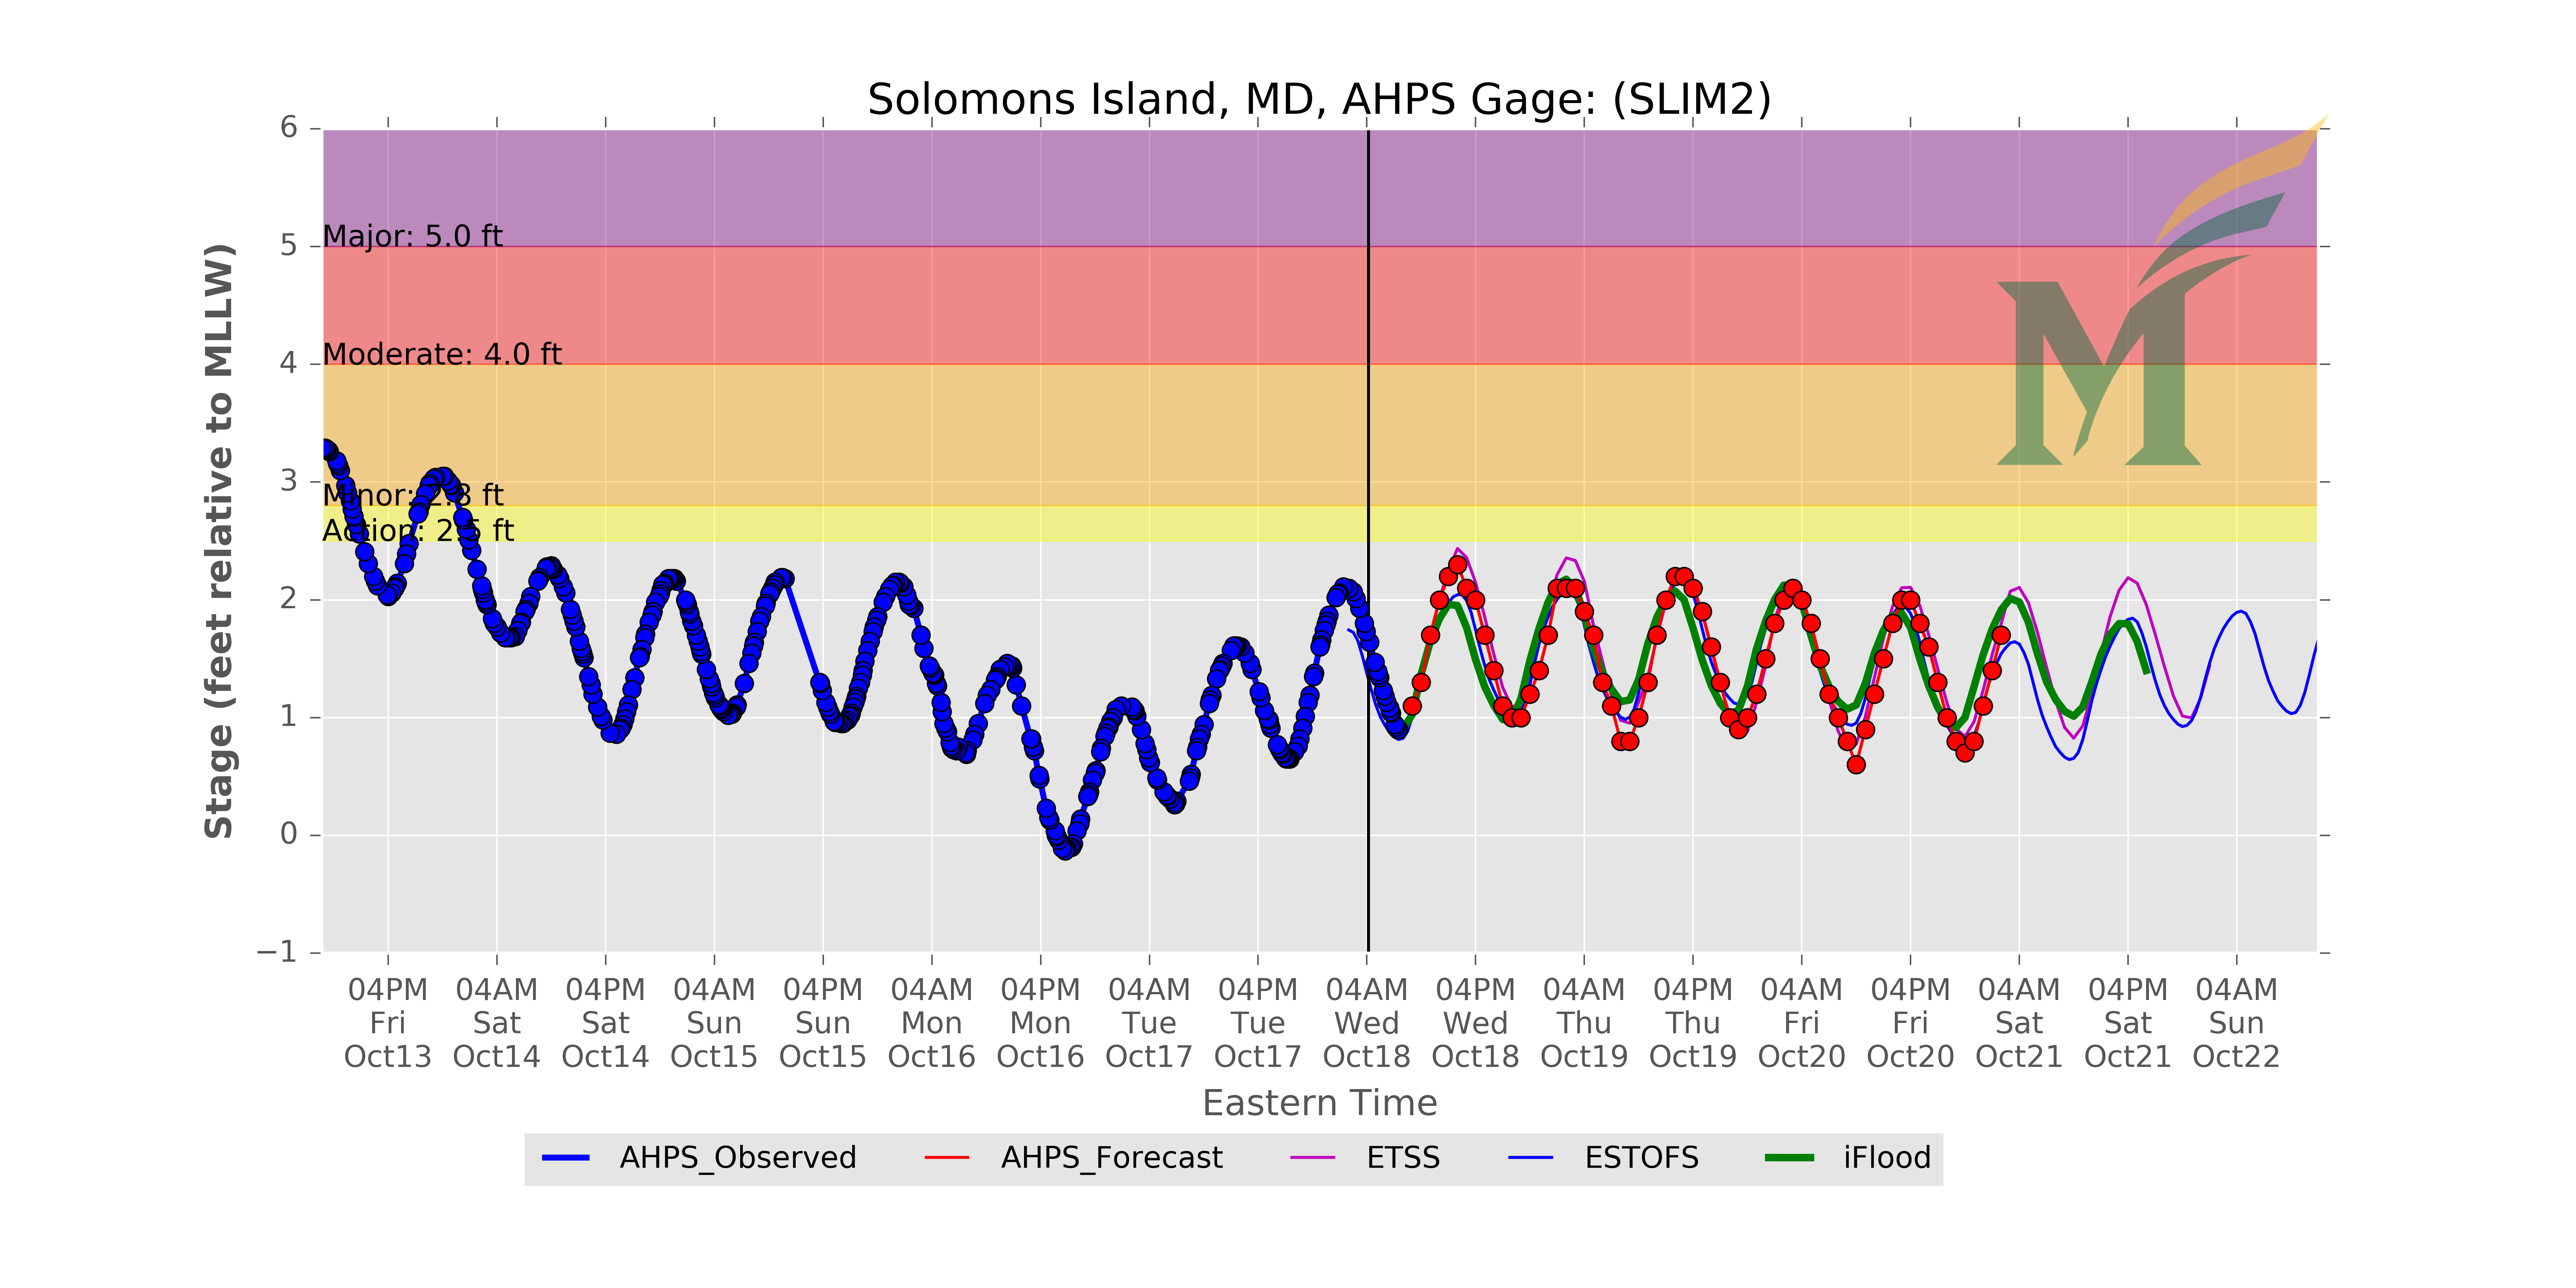 Solomons Island, MD, AHPS Gage: (SLIM2)
6
5
4
3
2
1
0
−1
Stage (feet relative to MLLW)
Major: 5.0 ft
Moderate: 4.0 ft
Minor: 2.8 ft
Action: 2.5 ft
04PM 04AM 04PM 04AM 04PM 04AM 04PM 04AM 04PM 04AM 04PM 04AM 04PM 04AM 04PM 04AM 04PM 04AM
Fri Sat Sat Sun Sun Mon Mon Tue Tue Wed Wed Thu Thu Fri Fri Sat Sat Sun
Oct13 Oct14 Oct14 Oct15 Oct15 Oct16 Oct16 Oct17 Oct17 Oct18 Oct18 Oct19 Oct19 Oct20 Oct20 Oct21 Oct21 Oct22
Eastern Time
AHPS_Observed AHPS_Forecast ETSS ESTOFS iFlood
M